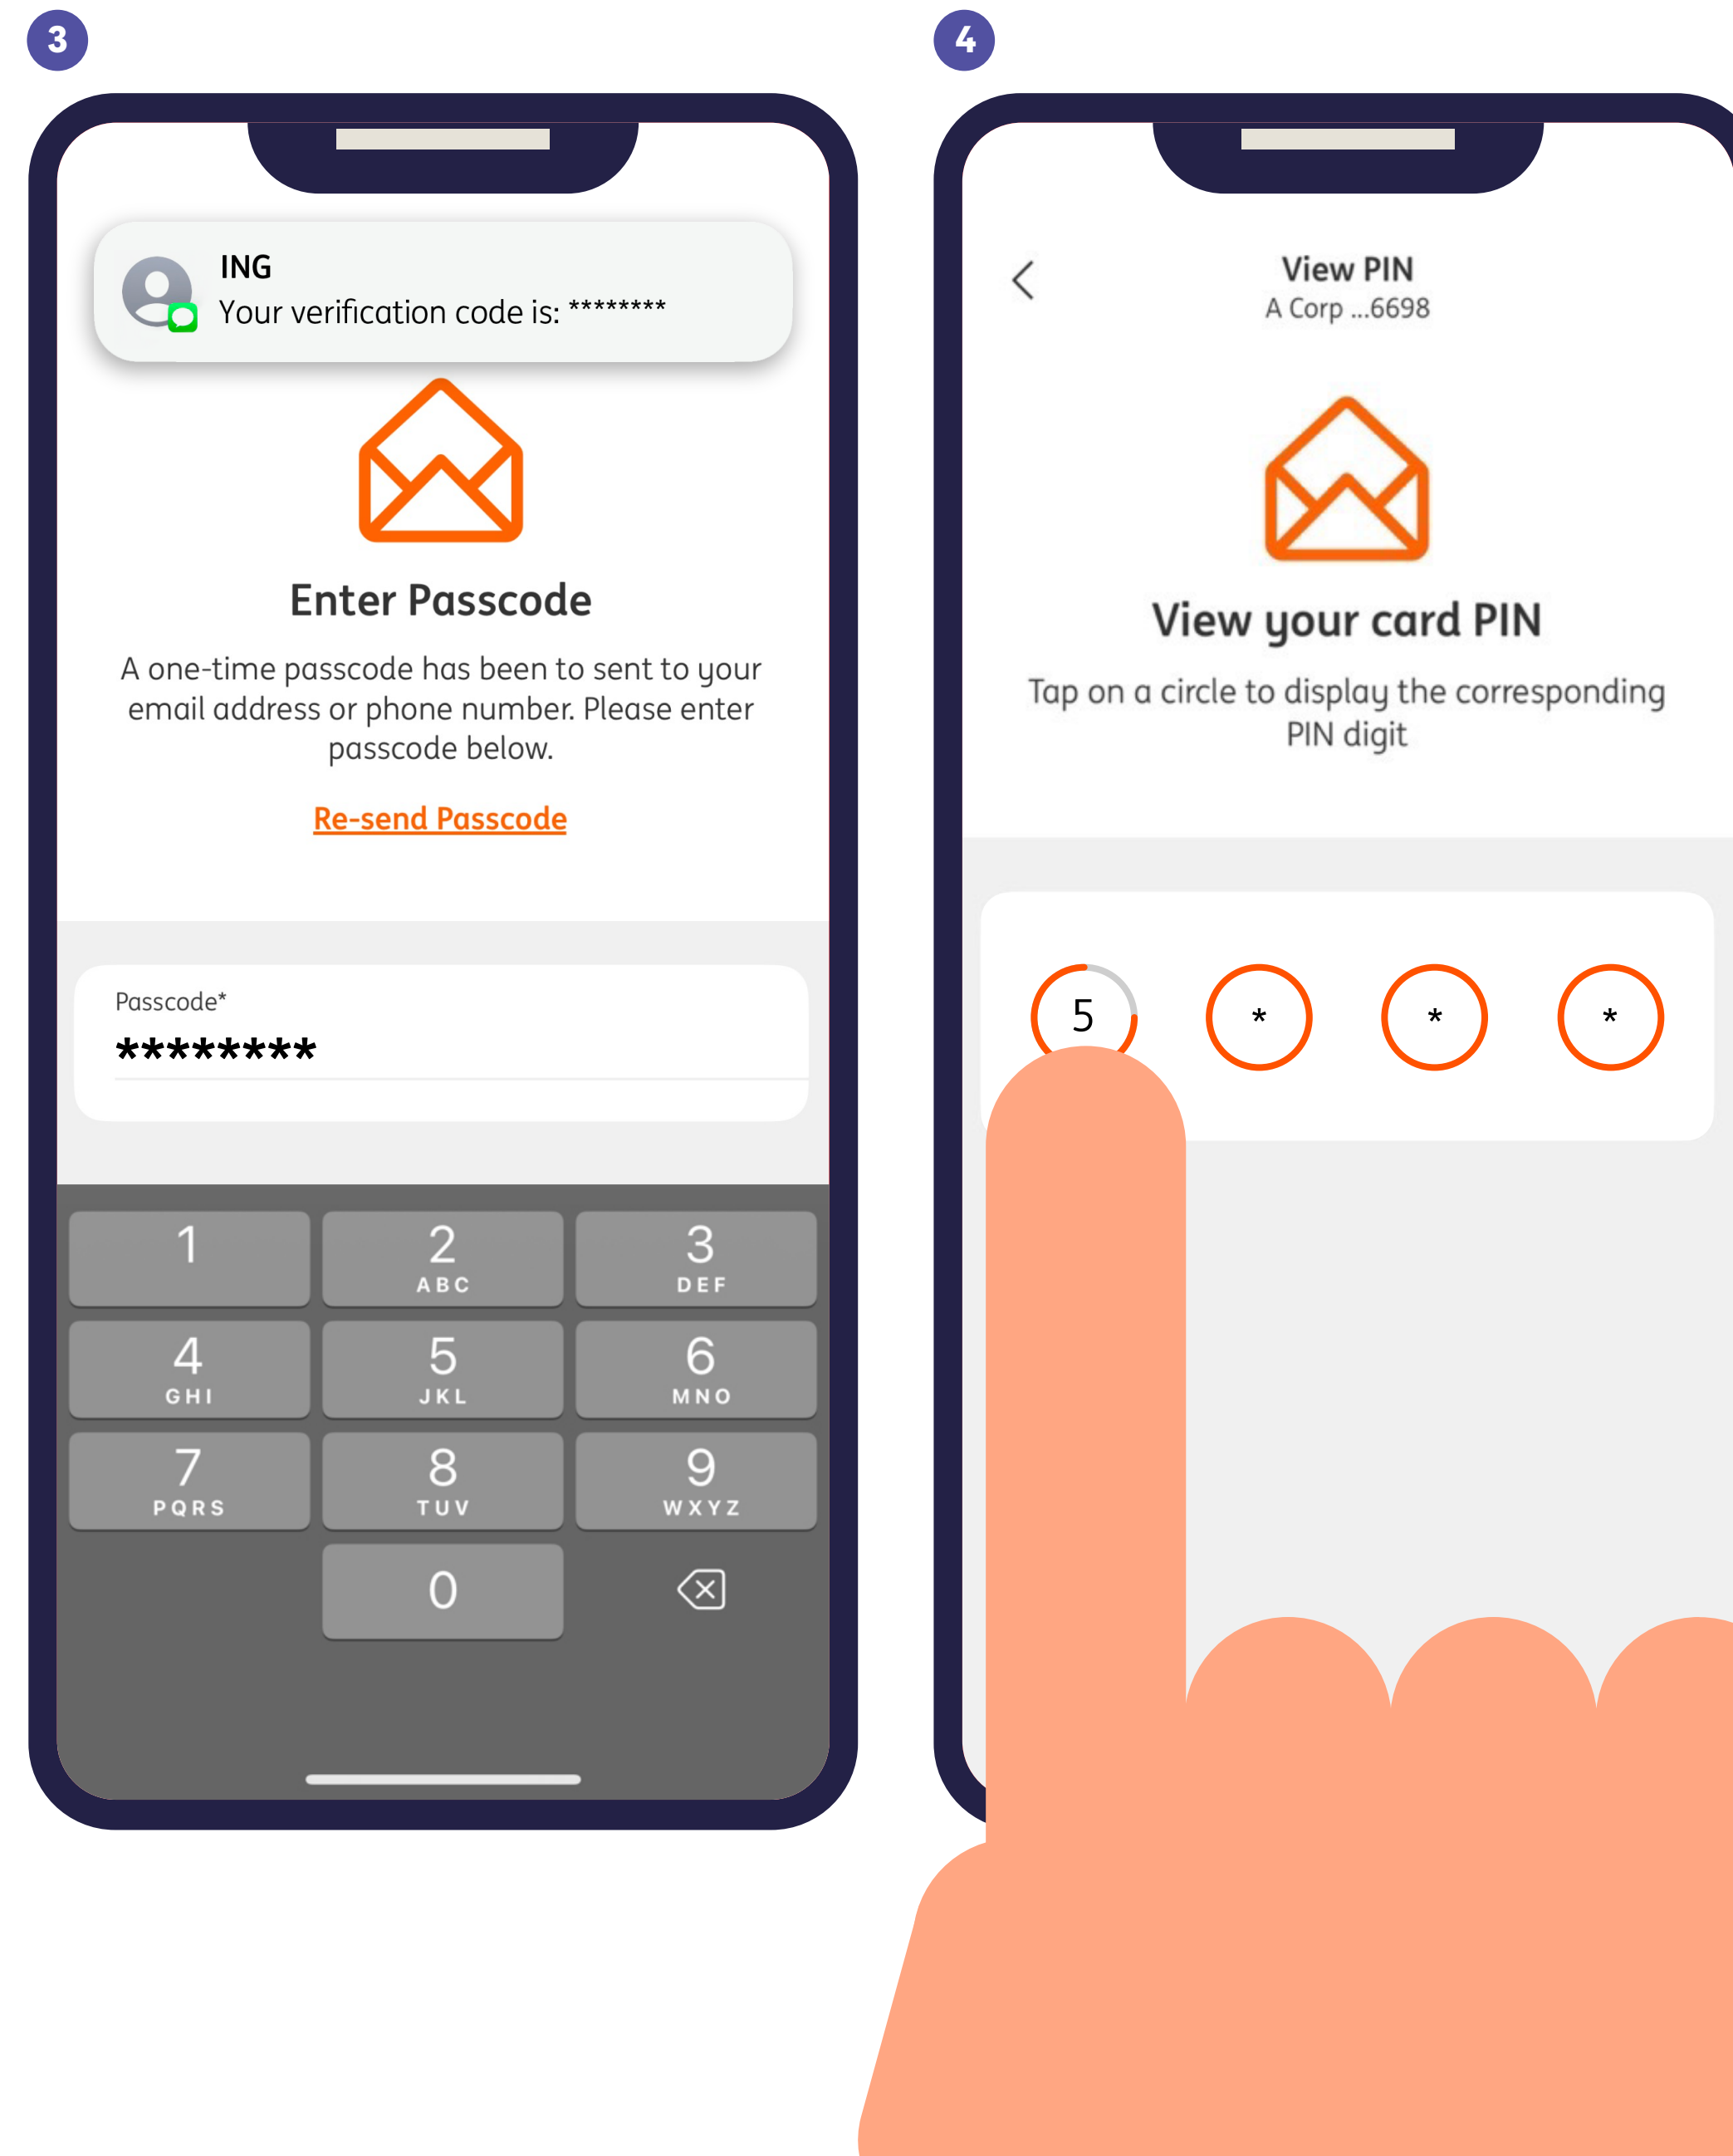 3
ING
Your verification code is: ********
Enter Passcode
A one-time passcode has been to sent to your
email address or phone number. Please enter
passcode below.
Re-send Passcode
Passcode*
********
1
2
ABC
3
DEF
4
GHI
5
JKL
6
MNO
7
PQRS
8
TUV
9
WXYZ
0
4
View PIN
A Corp ...6698
View your card PIN
Tap on a circle to display the corresponding
PIN digit
5 * * *